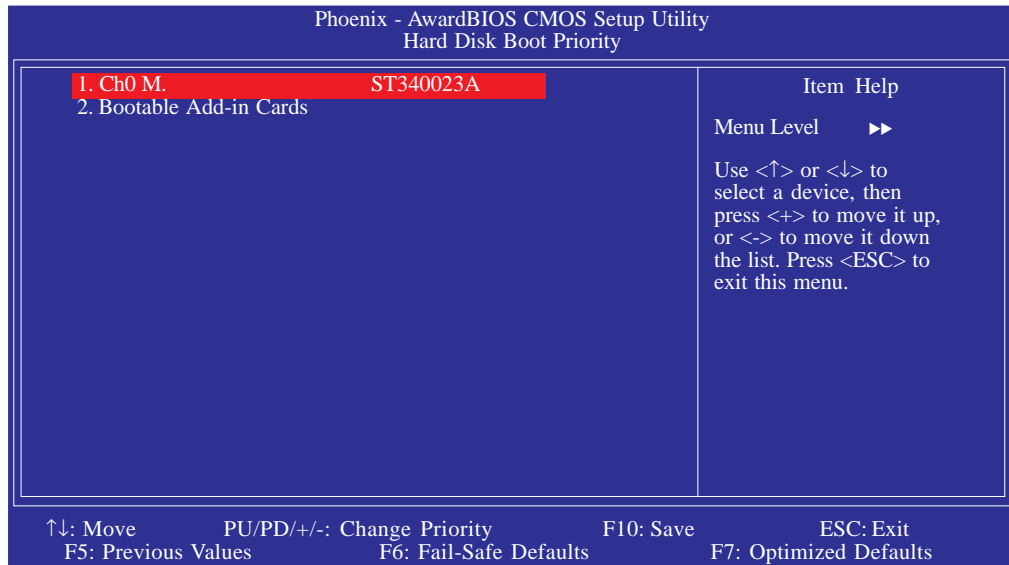 Phoenix - AwardBIOS CMOS Setup Utility
Hard Disk Boot Priority
1. Ch0 M. ST340023A
2. Bootable Add-in Cards
Item Help
Menu Level ▶▶
Use <↑> or <↓> to
select a device, then
press <+> to move it up,
or <-> to move it down
the list. Press <ESC> to
exit this menu.
↑↓: Move PU/PD/+/-: Change Priority F10: Save ESC: Exit
F5: Previous Values F6: Fail-Safe Defaults F7: Optimized Defaults